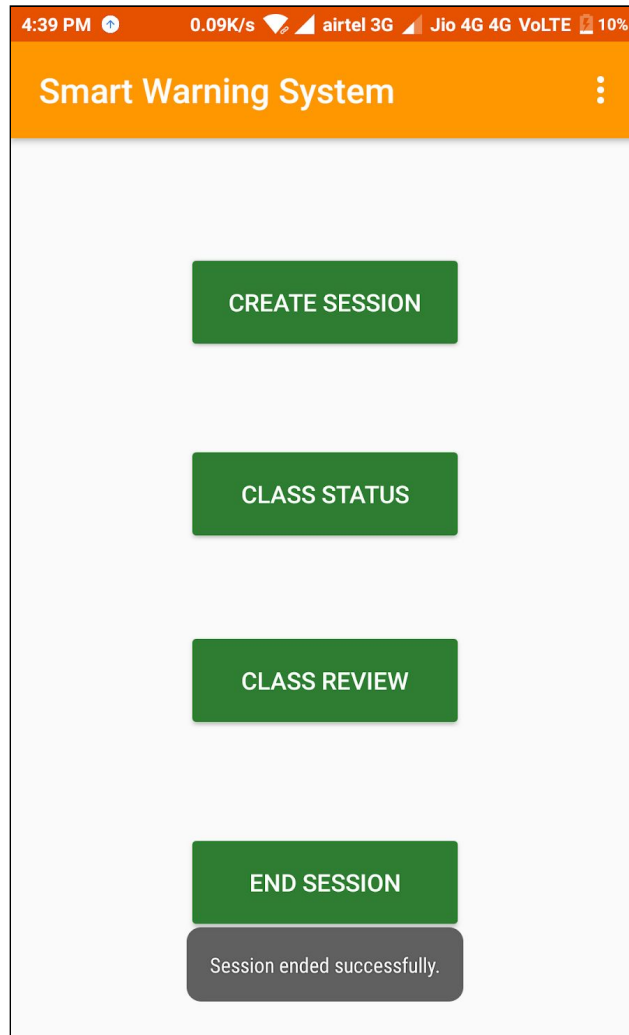 4:39 PM 0.09K/s airtel 3G Jio 4G 4G VoLTE 10%
Smart Warning System
CREATE SESSION
CLASS STATUS
CLASS REVIEW
END SESSION
Session ended successfully.